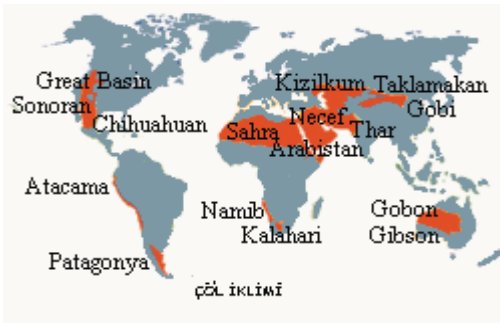 Great Basin
Kizilkum
Taklamakan
Sonoran
Necef
Gobi
Chihuahuan
Sahra
Thar
Arabistan
Atacama
Namib
Gobon
Kalahari
Gibson
Patagonya
ÇÖL İKLİMİ